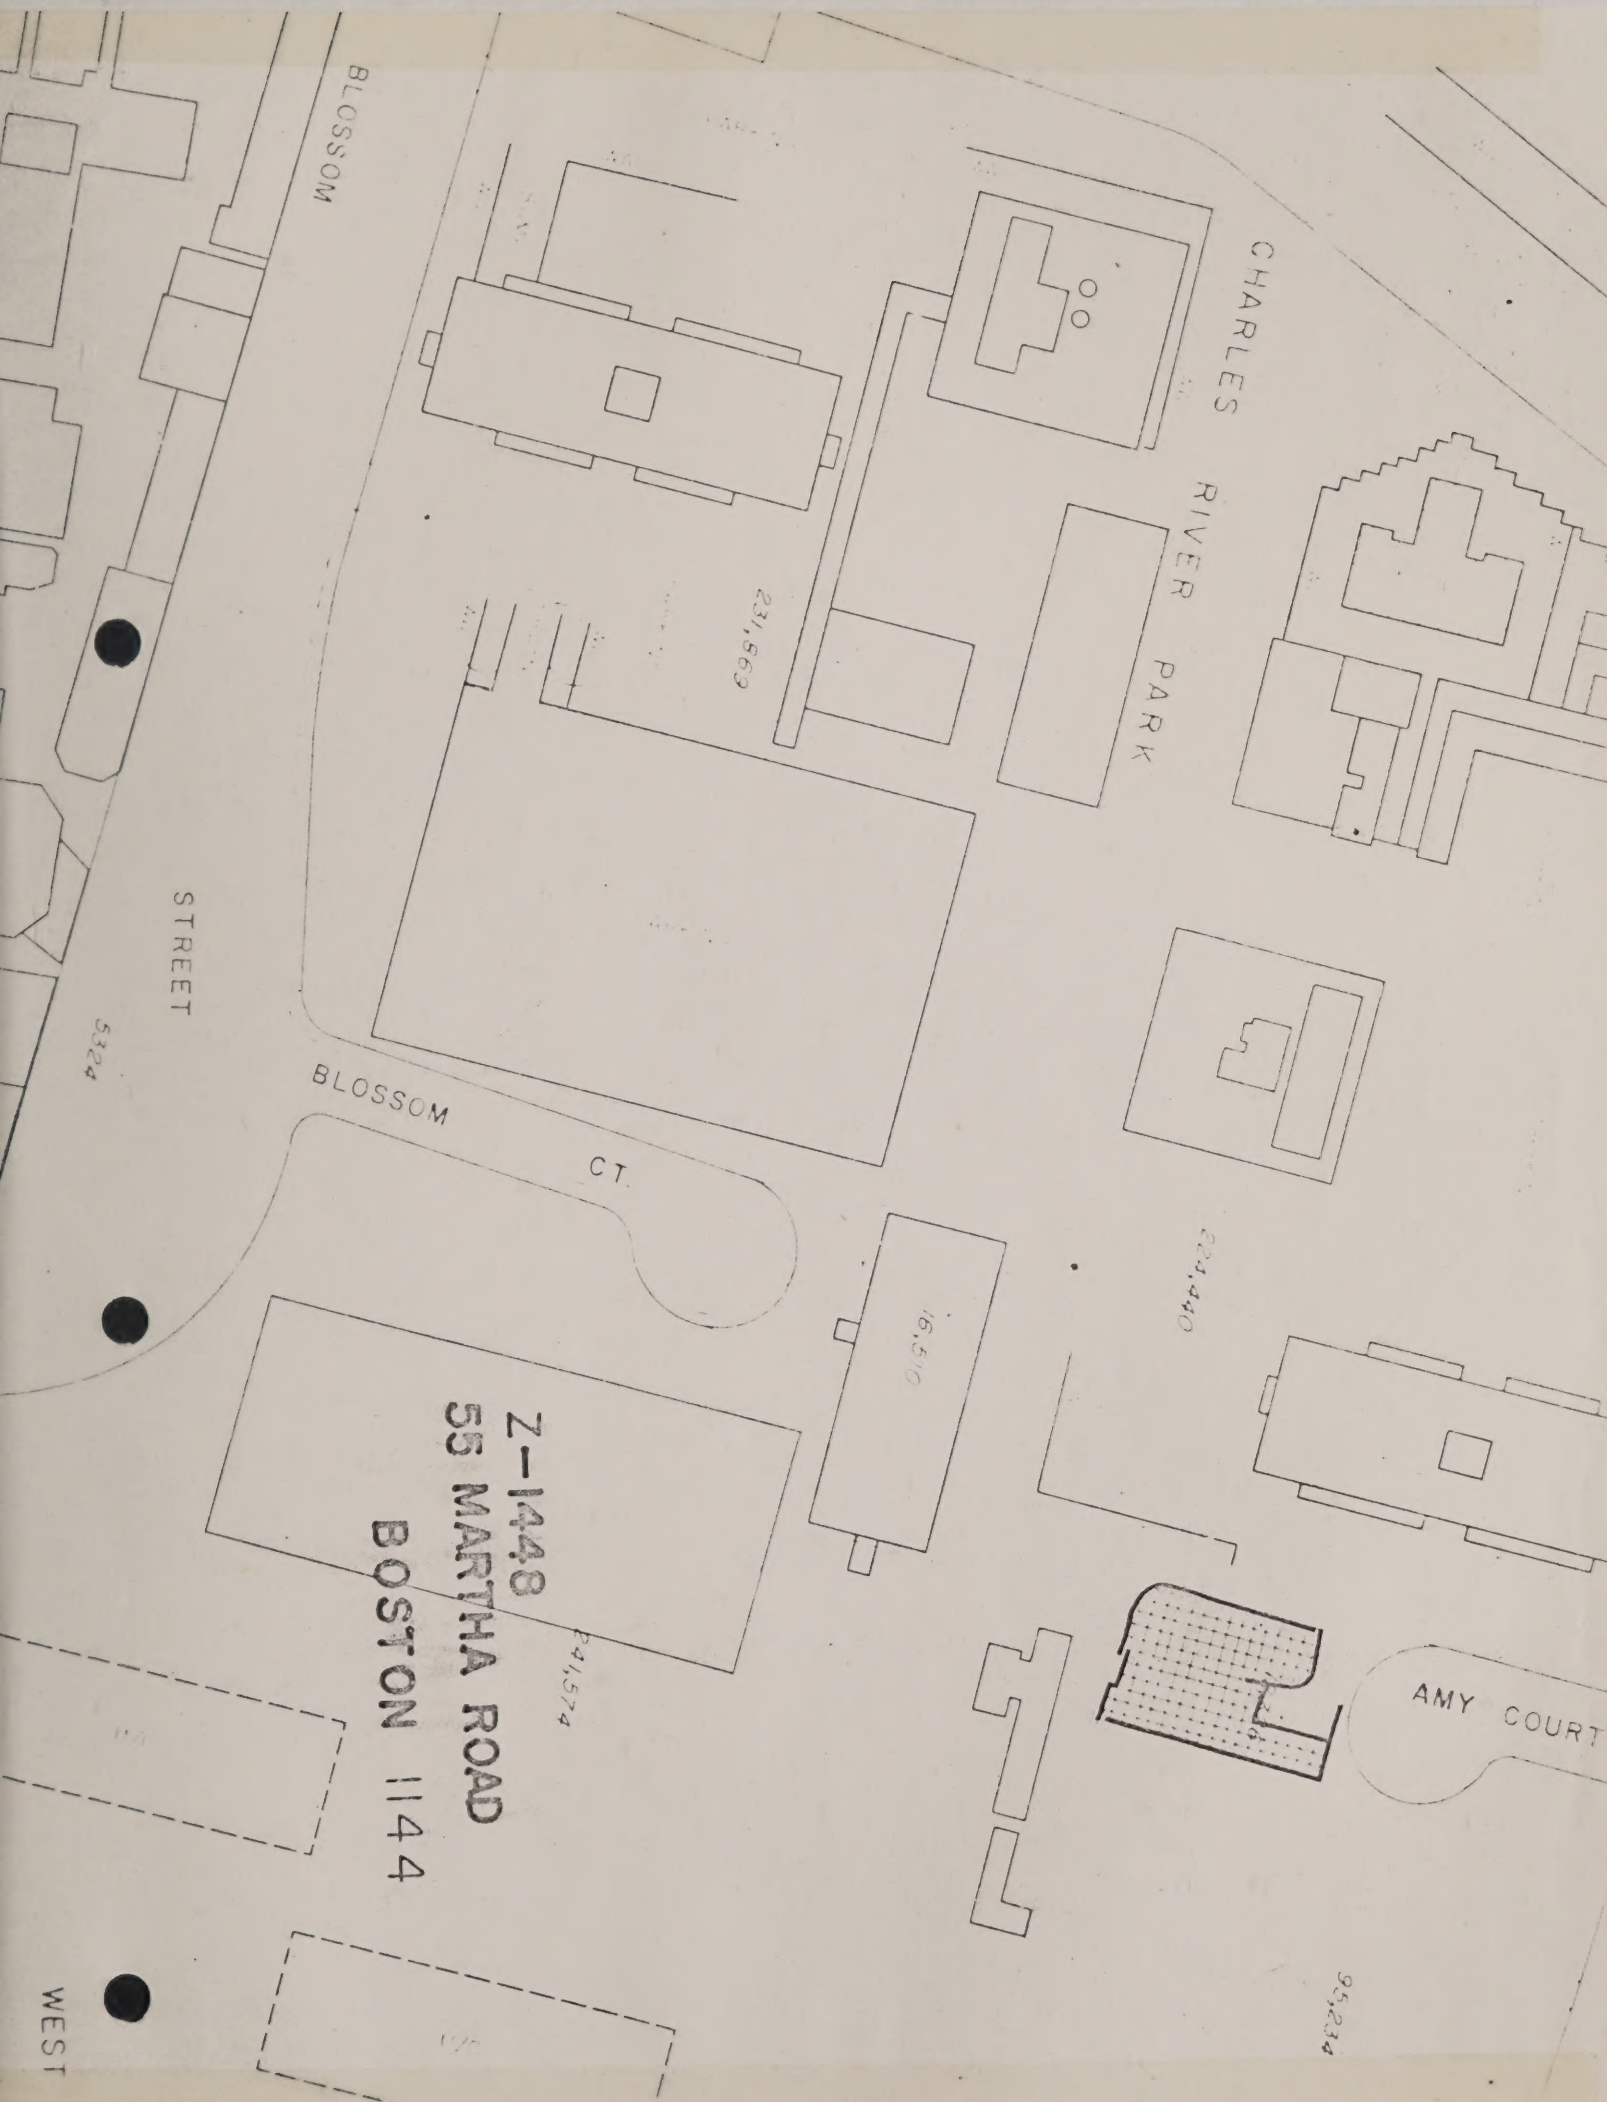 BLOSSOM
STREET
5324
CHARLES RIVER PARK
231,869
BLOSSOM CT.
224,440
16,510
Z-1448
55 MARTHA ROAD
BOSTON 1144
241,574
AMY COURT
95,234
WEST